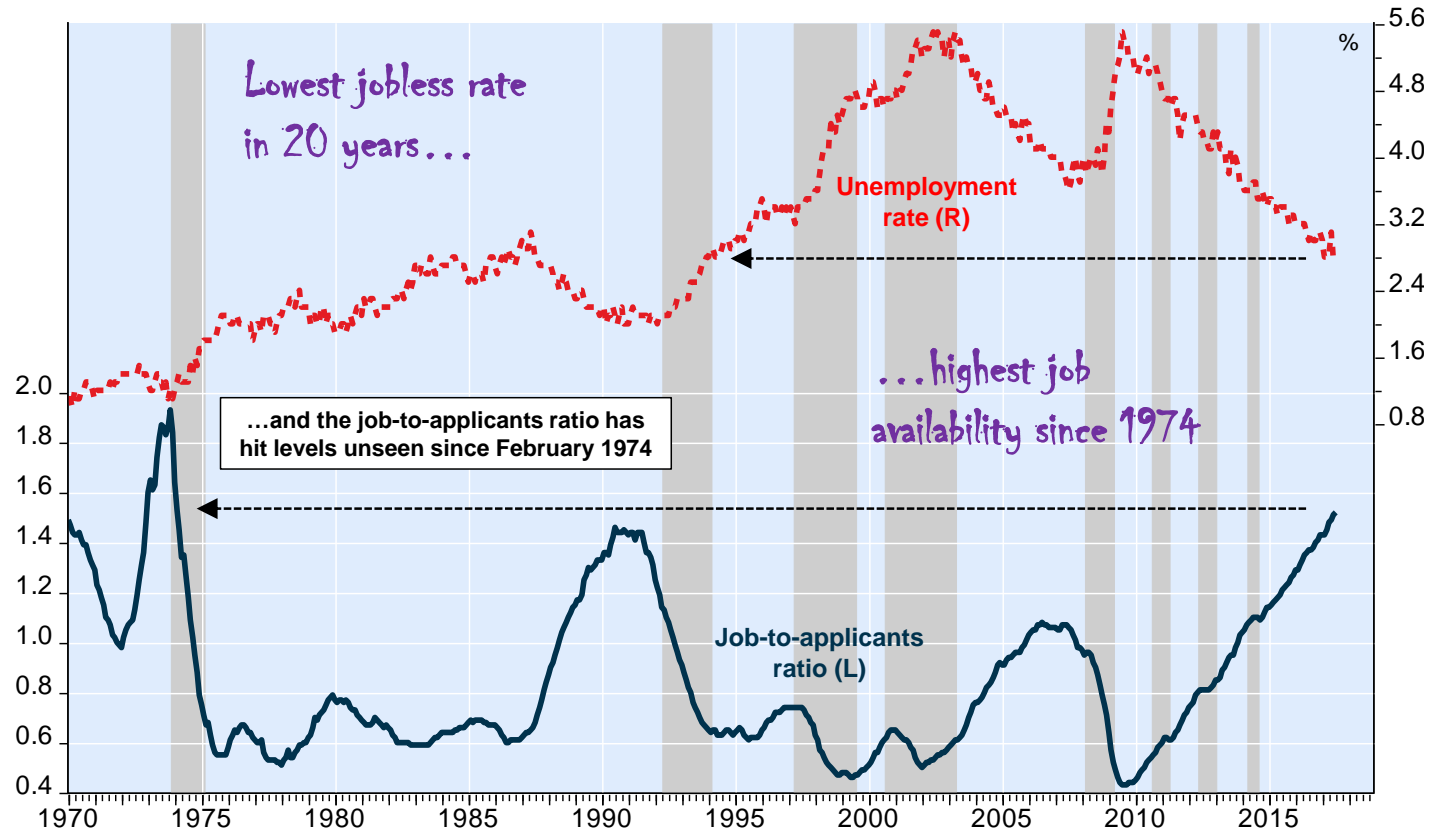 5.6
%
Lowest jobless rate
in 20 years...
4.8
4.0
Unemployment
rate (R)
3.2
2.4
1.6
...highest job
availability since 1974
2.0
0.8
...and the job-to-applicants ratio has
hit levels unseen since February 1974
1.8
1.6
1.4
1.2
1.0
Job-to-applicants
ratio (L)
0.8
0.6
0.4
1970 1975 1980 1985 1990 1995 2000 2005 2010 2015